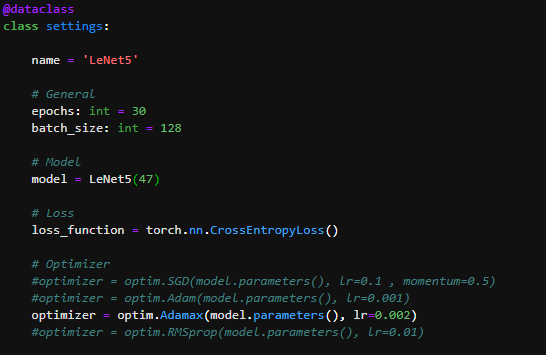 @dataclass
class settings:
    name = 'LeNet5'
    # General
    epochs: int = 30
    batch_size: int = 128
    # Model
    model = LeNet5(47)
    # Loss
    loss_function = torch.nn.CrossEntropyLoss()
    # Optimizer
    #optimizer = optim.SGD(model.parameters(), lr=0.1 , momentum=0.5)
    #optimizer = optim.Adam(model.parameters(), lr=0.001)
    optimizer = optim.Adamax(model.parameters(), lr=0.002)
    #optimizer = optim.RMSprop(model.parameters(), lr=0.01)